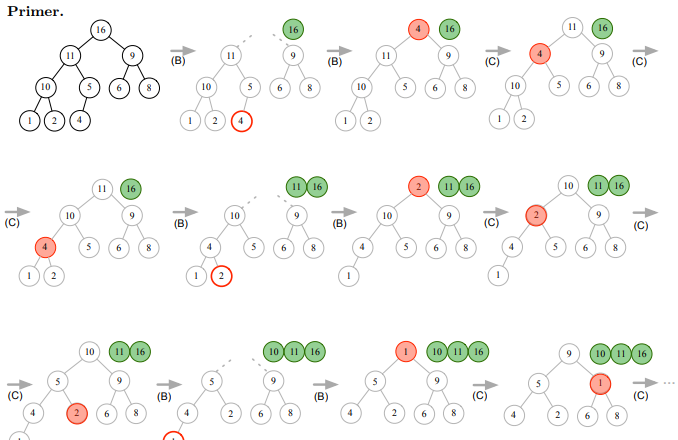 Primer.
16 16 4 16 11 16
11 9 11 9 11 9 4 9
10 5 6 8 10 5 6 8 10 5 6 8 10 5 6 8
1 2 4 1 2 4 1 2 1 2
(B) (B) (C) (C)
11 16 11 16 2 11 16 10 11 16
10 9 10 9 10 9 2 9
4 5 6 8 4 5 6 8 4 5 6 8 4 5 6 8
1 2 1 2 1 1
(C) (B) (B) (C) (C)
10 11 16 10 11 16 1 10 11 16 9 10 11 16
5 9 5 9 5 9 5 1
4 2 6 8 4 2 6 8 4 2 6 8 4 2 6 8
(C) (B) (B) (C) (C) ...